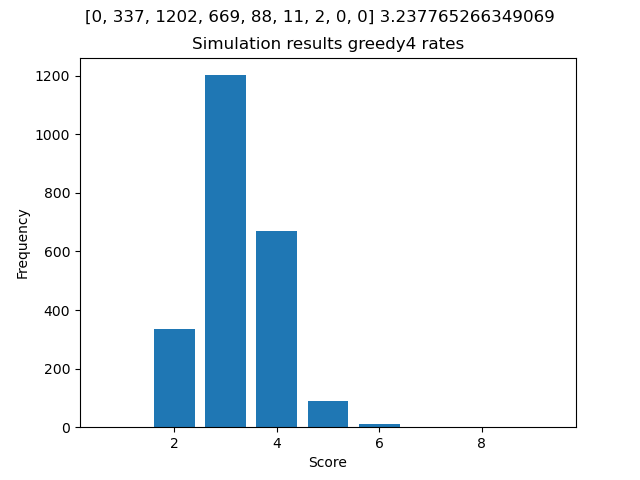 [0, 337, 1202, 669, 88, 11, 2, 0, 0] 3.237765266349069
Simulation results greedy4 rates
1200
1000
800
600
400
200
0
Frequency
2 4 6 8
Score